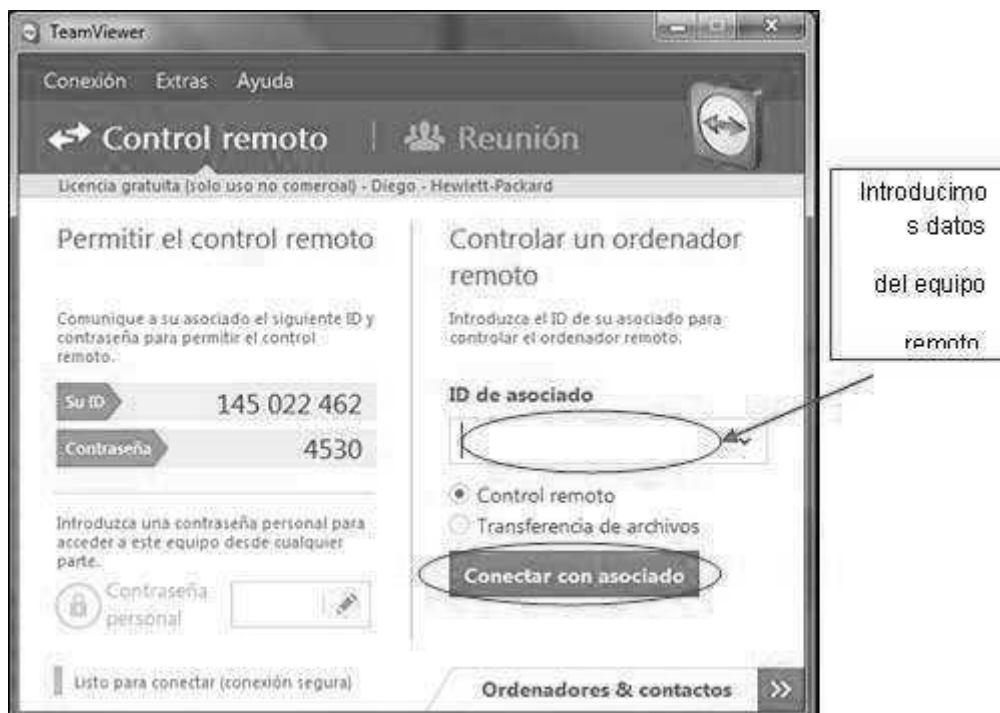 TeamViewer
Conexión Extras Ayuda
Control remoto
Reunión
Licencia gratuita (solo uso no comercial) - Diego - Hewlett-Packard
Permitir el control remoto
Comunique a su asociado el siguiente ID y
contraseña para permitir el control
remoto.
Su ID 145 022 462
Contraseña 4530
Introduzca una contraseña personal para
acceder a este equipo desde cualquier
parte.
Contraseña
personal
Listo para conectar (conexión segura)
Controlar un ordenador
remoto
Introduzca el ID de su asociado para
controlar el ordenador remoto.
ID de asociado
Control remoto
Transferencia de archivos
Conectar con asociado
Ordenadores & contactos
Introducimo
s datos
del equipo
remoto